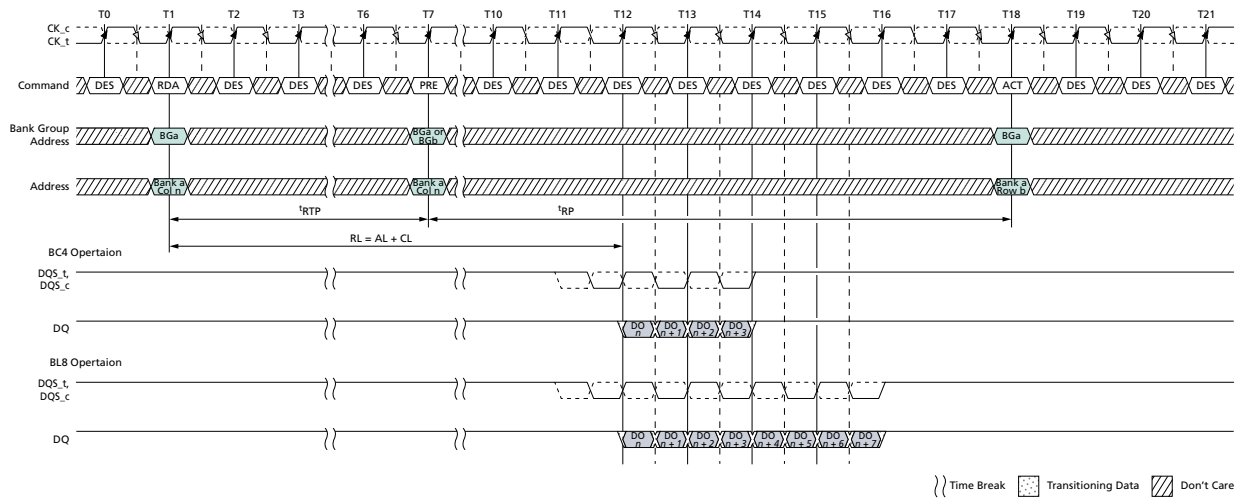 T0 T1 T2 T3 T6 T7 T10 T11 T12 T13 T14 T15 T16 T17 T18 T19 T20 T21
CK_c
CK_t
Command DES RDA DES DES DES PRE DES DES DES DES DES DES DES DES ACT DES DES DES
Bank Group
Address
BGa
BGa or
BGb
BGa
Address
Bank a
Col n
Bank a
Col n
Bank a
Row b
tRTP tRP
RL = AL + CL
BC4 Opertaion
DQS_t,
DQS_c
DQ
DO
n
DO
n + 1
DO
n + 2
DO
n + 3
BL8 Opertaion
DQS_t,
DQS_c
DQ
DO
n
DO
n + 1
DO
n + 2
DO
n + 3
DO
n + 4
DO
n + 5
DO
n + 6
DO
n + 7
Time Break Transitioning Data Don't Care